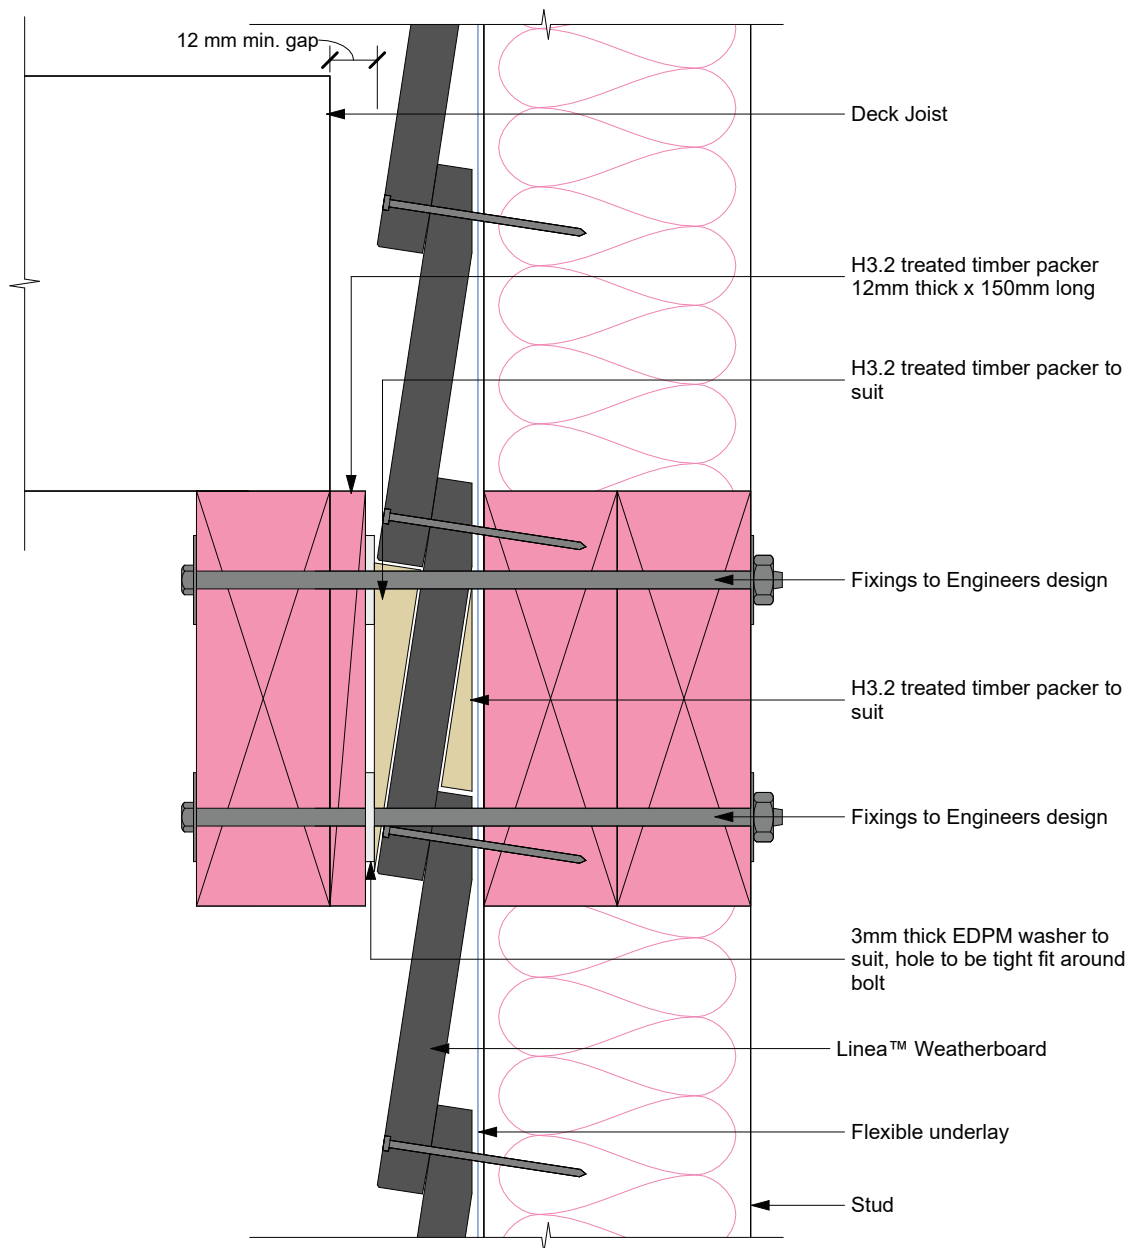 12 mm min. gap
Deck Joist
H3.2 treated timber packer
12mm thick x 150mm long
H3.2 treated timber packer to
suit
Fixings to Engineers design
H3.2 treated timber packer to
suit
Fixings to Engineers design
3mm thick EDPM washer to
suit, hole to be tight fit around
bolt
Linea™ Weatherboard
Flexible underlay
Stud